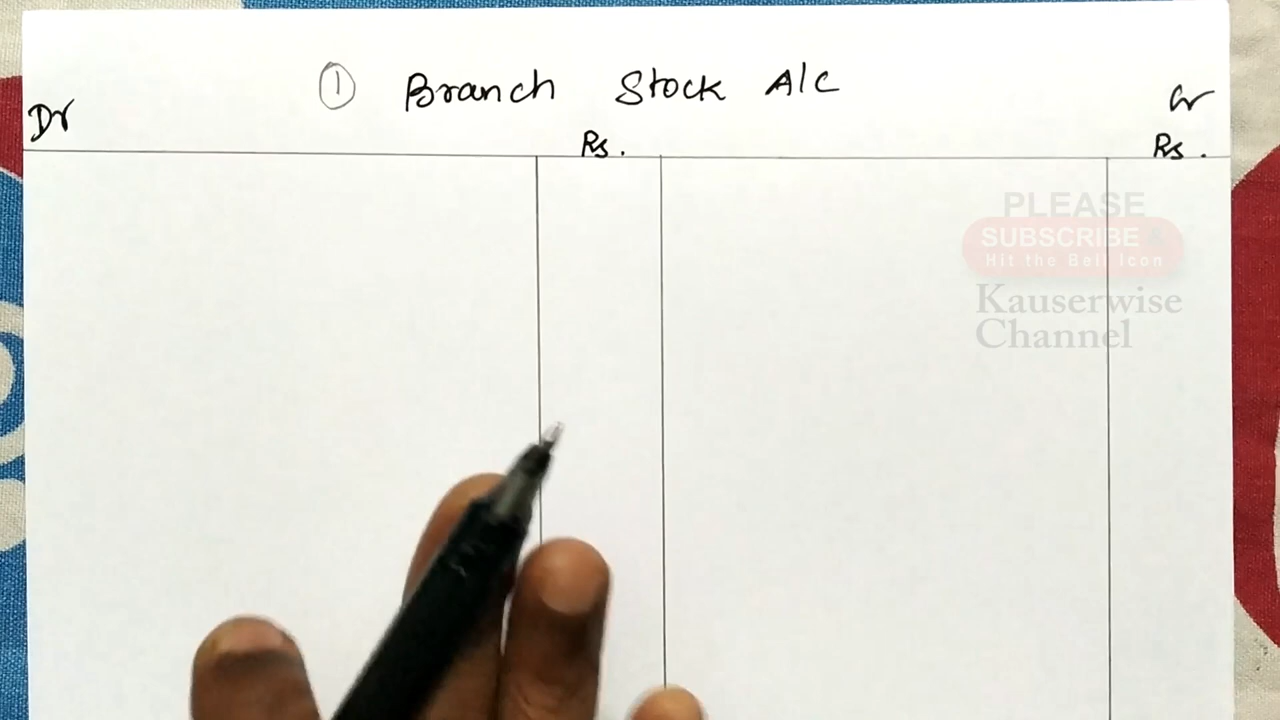 ① Branch Stock A/C
Dr Cr
Rs. Rs.
PLEASE
SUBSCRIBE
Hit the Bell Icon
Kauserwise
Channel